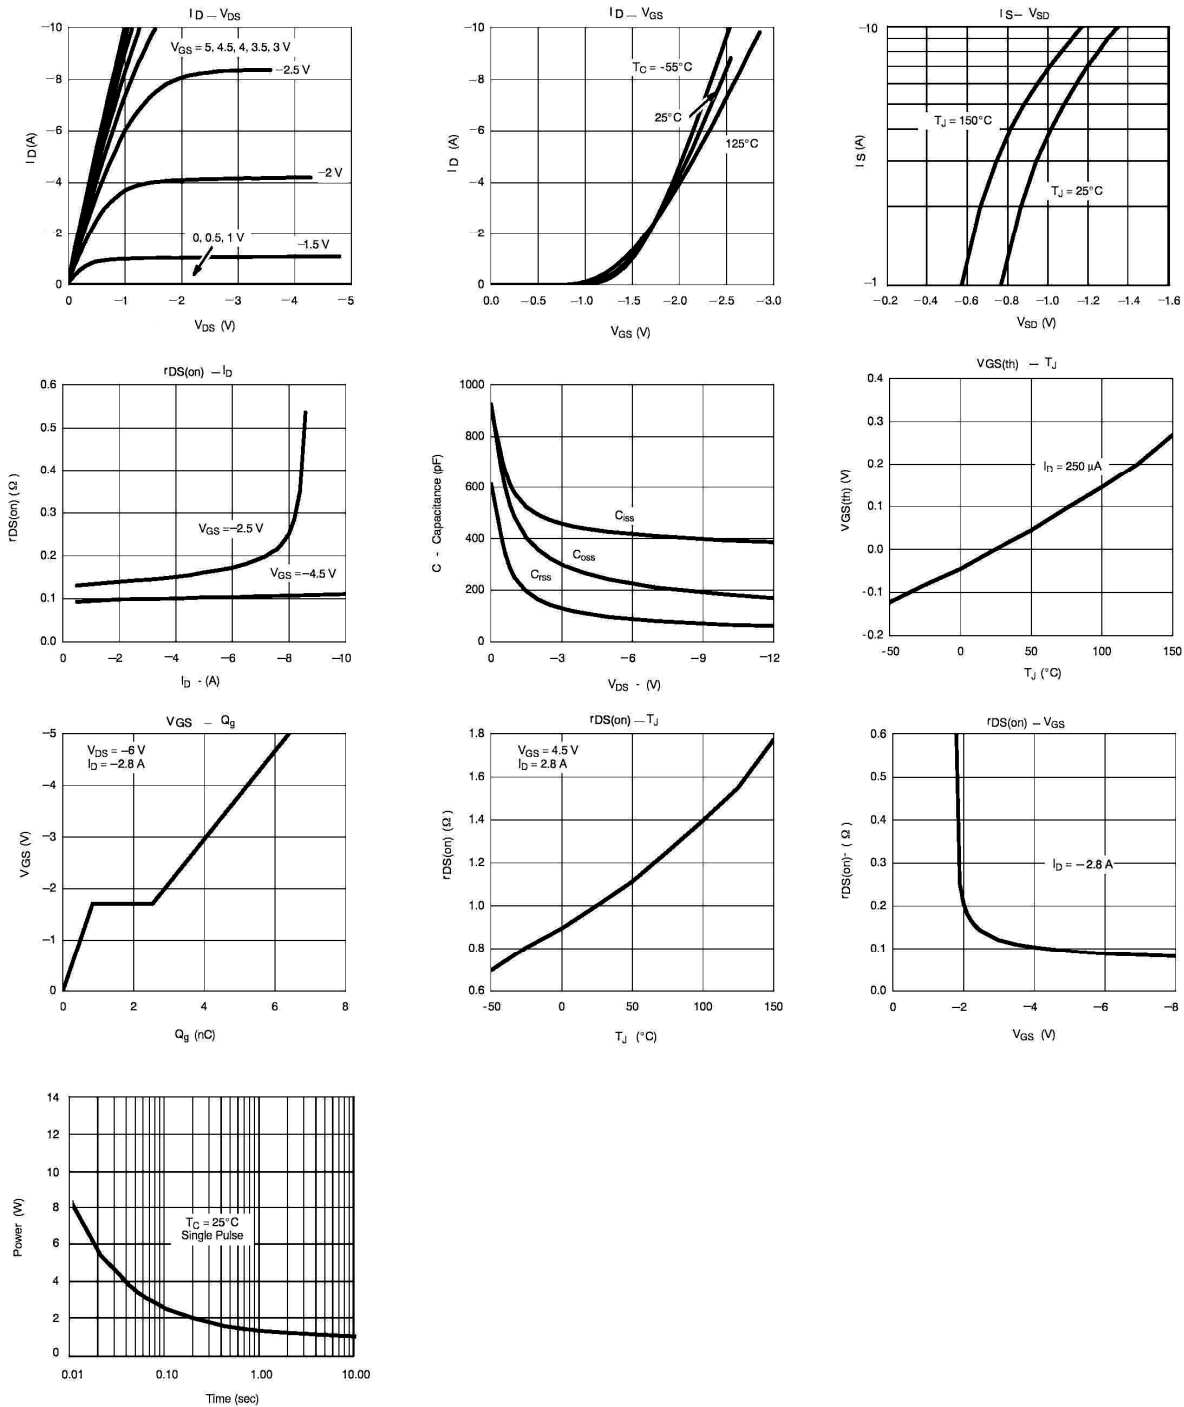 I D — VDS
-10
-8
-6
-4
-2
0
I D (A)
VGS = 5, 4.5, 4, 3.5, 3 V
-2.5 V
-2 V
0, 0.5, 1 V
-1.5 V
0 -1 -2 -3 -4 -5
VDS (V)
I D — VGS
-10
-8
-6
-4
-2
0
I D (A)
TC = -55°C
25°C
125°C
0.0 -0.5 -1.0 -1.5 -2.0 -2.5 -3.0
VGS (V)
I S — VSD
-10
-1
I S (A)
TJ = 150°C
TJ = 25°C
-0.2 -0.4 -0.6 -0.8 -1.0 -1.2 -1.4 -1.6
VSD (V)
rDS(on) — ID
0.6
0.5
0.4
0.3
0.2
0.1
0.0
rDS(on) (Ω)
VGS = -2.5 V
VGS = -4.5 V
0 -2 -4 -6 -8 -10
ID - (A)
1000
800
600
400
200
0
C - Capacitance (pF)
Ciss
Coss
Crss
0 -3 -6 -9 -12
VDS - (V)
VGS(th) — TJ
0.4
0.3
0.2
0.1
0.0
-0.1
-0.2
VGS(th) (V)
ID = 250 µA
-50 0 50 100 150
TJ (°C)
VGS — Qg
-5
-4
-3
-2
-1
0
VGS (V)
VDS = -6 V
ID = -2.8 A
0 2 4 6 8
Qg (nC)
rDS(on) — TJ
1.8
1.6
1.4
1.2
1.0
0.8
0.6
rDS(on) (Ω)
VGS = 4.5 V
ID = 2.8 A
-50 0 50 100 150
TJ (°C)
rDS(on) — VGS
0.6
0.5
0.4
0.3
0.2
0.1
0.0
rDS(on)- (Ω)
ID = -2.8 A
0 -2 -4 -6 -8
VGS (V)
14
12
10
8
6
4
2
0
Power (W)
TC = 25°C
Single Pulse
0.01 0.10 1.00 10.00
Time (sec)